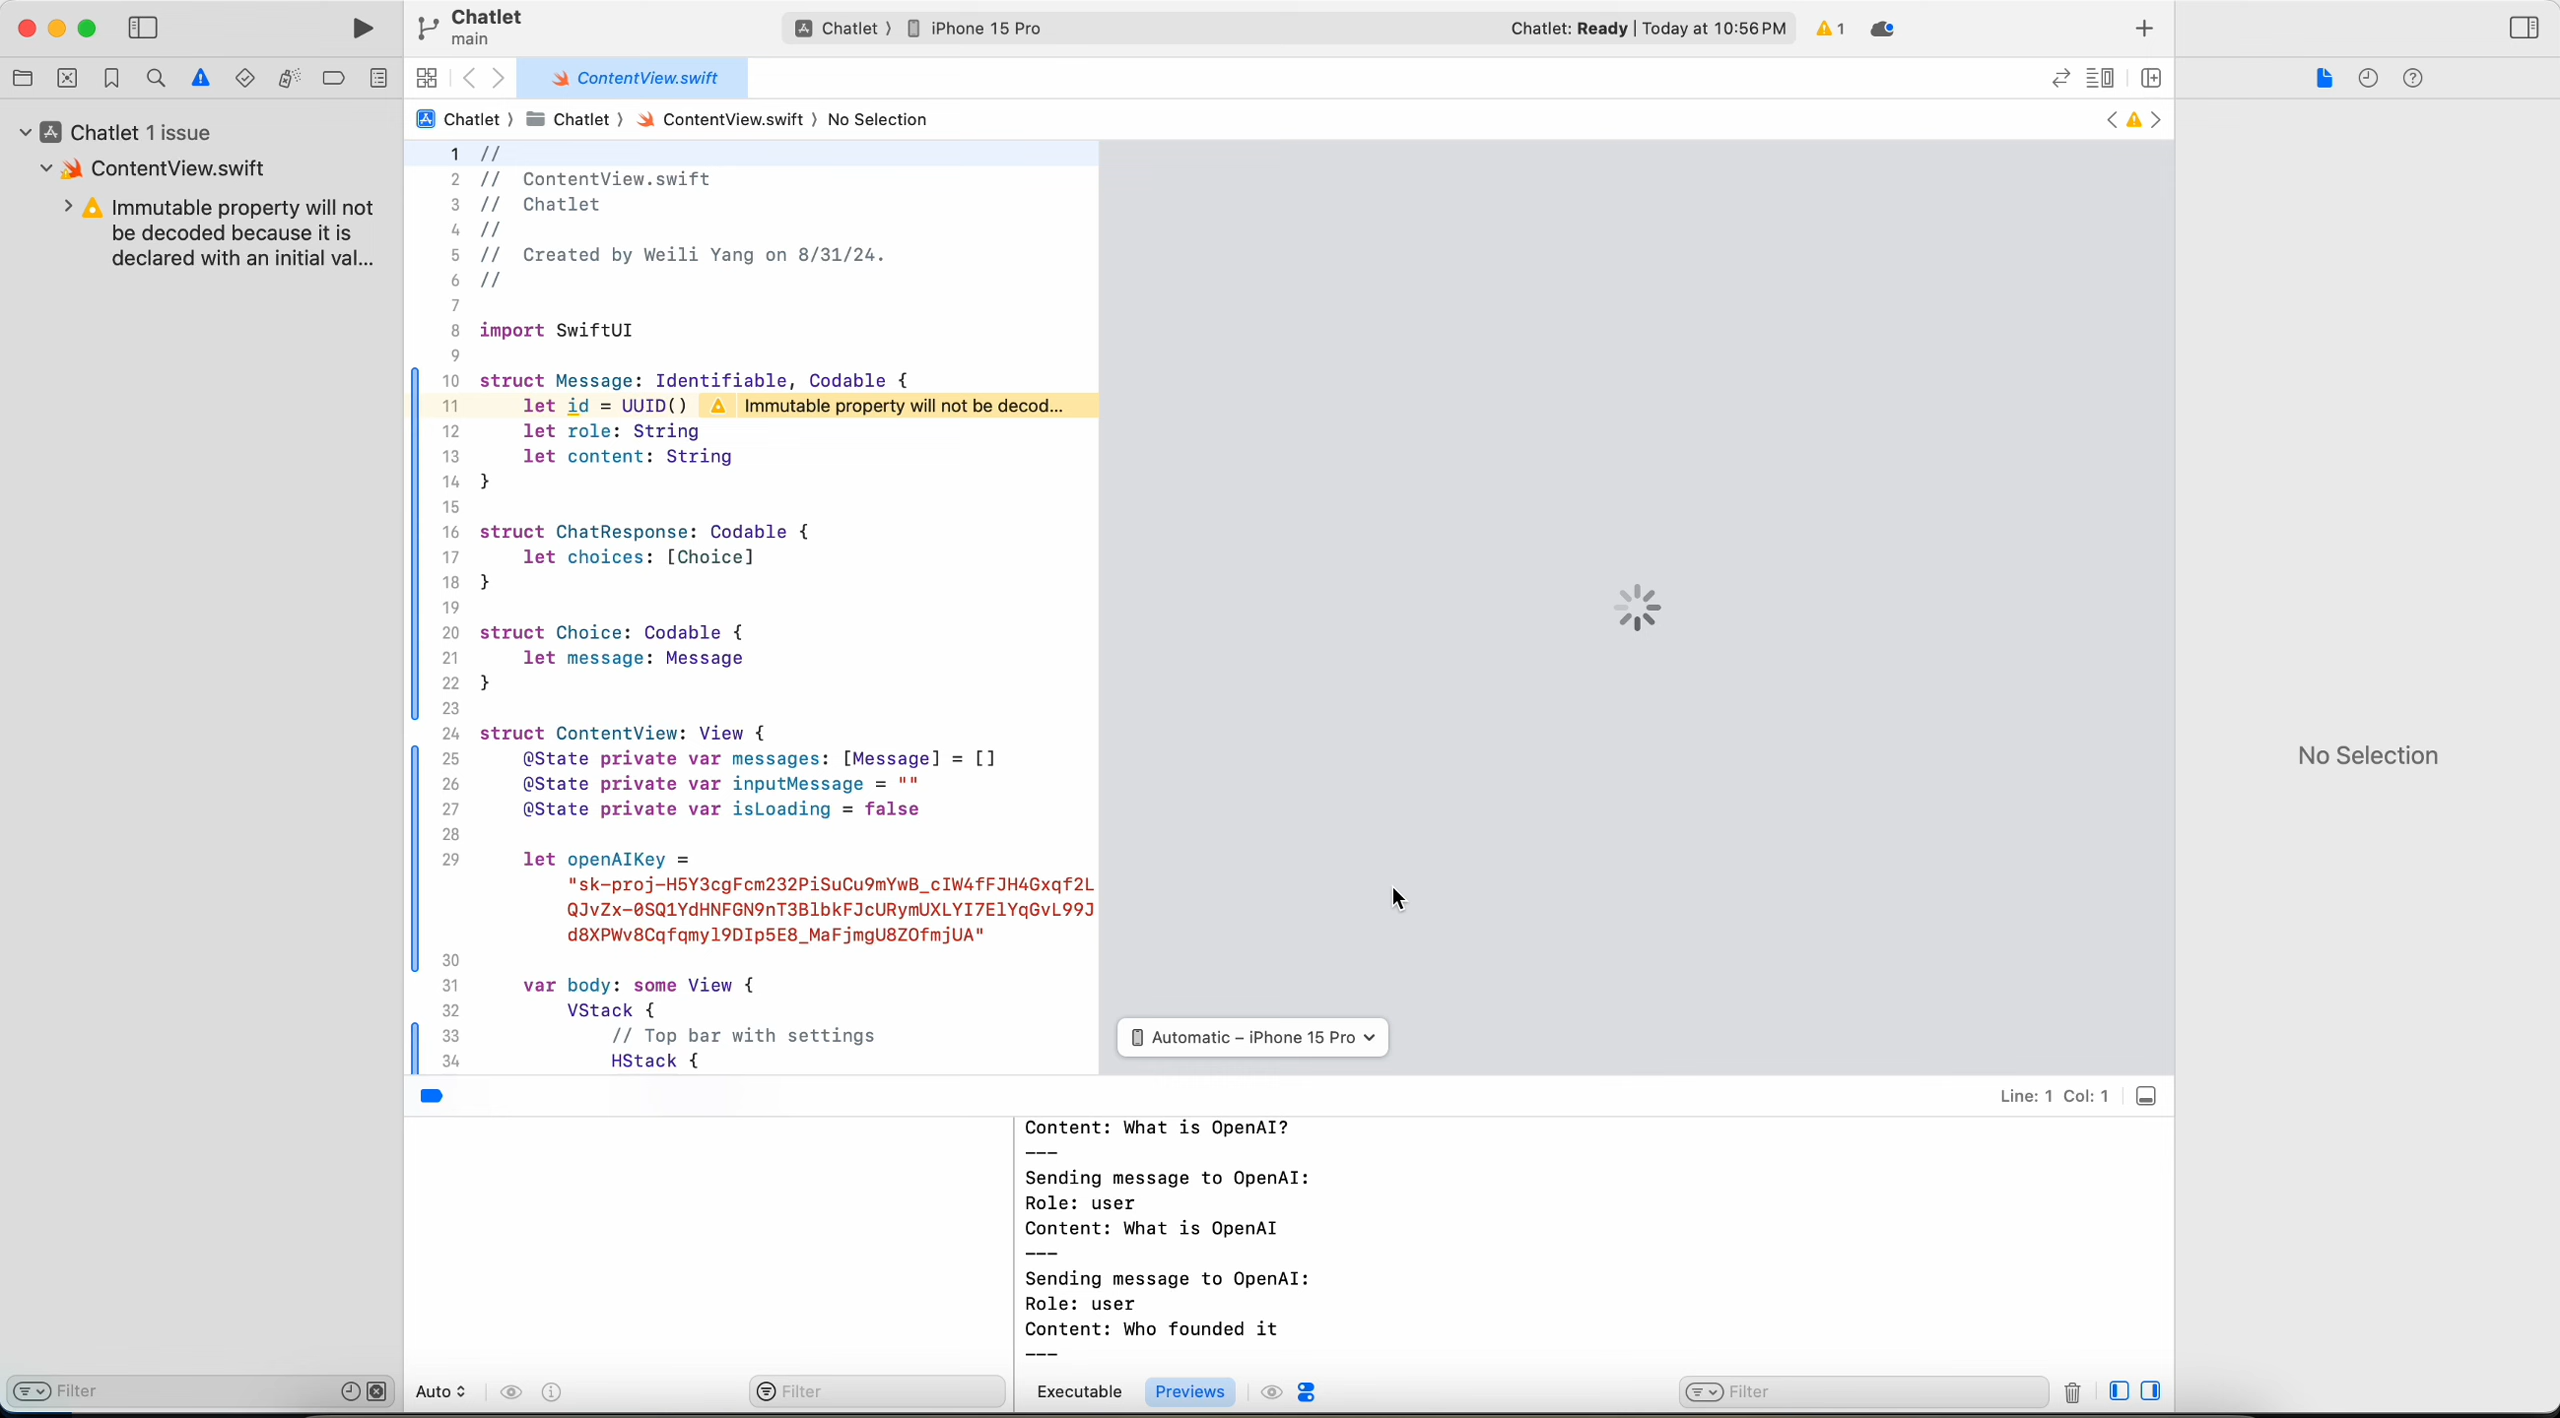 Chatlet
main
Chatlet 〉 iPhone 15 Pro
Chatlet: Ready | Today at 10:56 PM
1
ContentView.swift
Chatlet 1 issue
ContentView.swift
Immutable property will not
be decoded because it is
declared with an initial val...
Chatlet 〉 Chatlet 〉 ContentView.swift 〉 No Selection
1 //
2 // ContentView.swift
3 // Chatlet
4 //
5 // Created by Weili Yang on 8/31/24.
6 //
7
8 import SwiftUI
9
10 struct Message: Identifiable, Codable {
11 let id = UUID() Immutable property will not be decod...
12 let role: String
13 let content: String
14 }
15
16 struct ChatResponse: Codable {
17 let choices: [Choice]
18 }
19
20 struct Choice: Codable {
21 let message: Message
22 }
23
24 struct ContentView: View {
25 @State private var messages: [Message] = []
26 @State private var inputMessage = ""
27 @State private var isLoading = false
28
29 let openAIKey =
"sk-proj-H5Y3cgFcm232PiSuCu9mYwB_cIW4fFJH4Gxqf2L
QJvZx-0SQ1YdHNFGN9nT3BlbkFJcURymUXLYI7ElYqGvL99J
d8XPWv8Cqfqmyl9DIp5E8_MaFjmgU8ZOfmjUA"
30
31 var body: some View {
32 VStack {
33 // Top bar with settings
34 HStack {
Automatic – iPhone 15 Pro
No Selection
Line: 1 Col: 1
Content: What is OpenAI?
---
Sending message to OpenAI:
Role: user
Content: What is OpenAI
---
Sending message to OpenAI:
Role: user
Content: Who founded it
---
Filter
Auto
Filter
Executable Previews
Filter